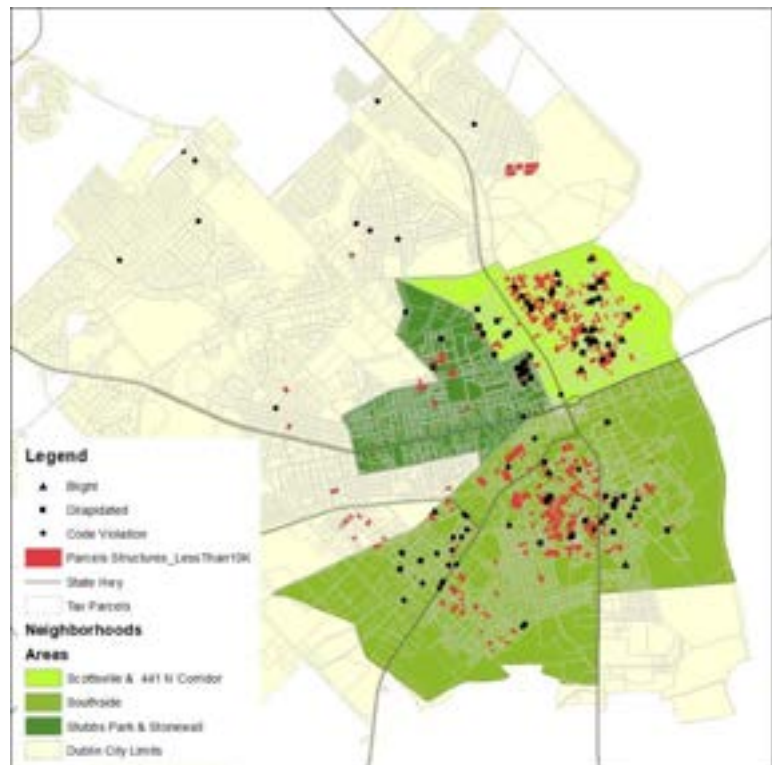 Legend
Blight
Dilapidated
Code Violation
Parcels Structures_LessThan10K
State Hwy
Tax Parcels
Neighborhoods
Areas
Scottsville & 441 N Corridor
Southside
Stubbs Park & Stonewall
Dublin City Limits